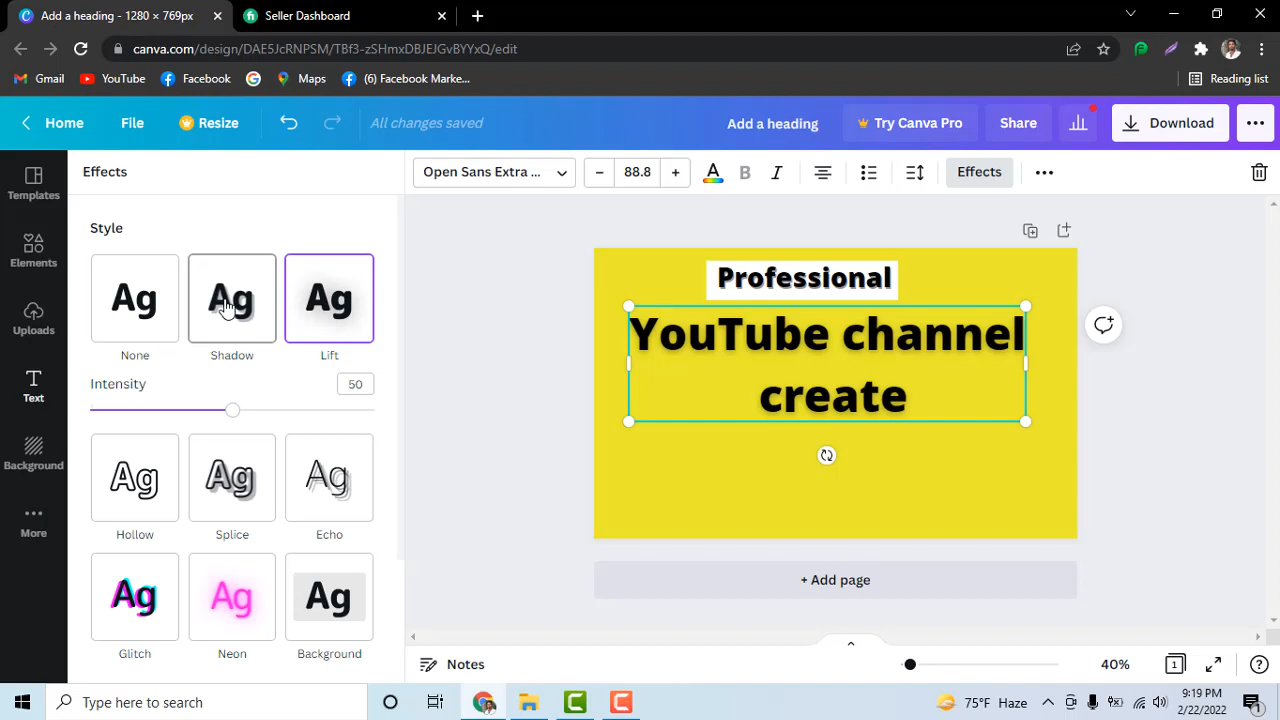 Add a heading - 1280 × 769px
Seller Dashboard
canva.com/design/DAE5JcRNPSM/TBf3-zSHmxDBJEJGvBYYxQ/edit
Gmail
YouTube
Facebook
Maps
(6) Facebook Marke...
Reading list
Home
File
Resize
All changes saved
Add a heading
Try Canva Pro
Share
Download
Templates
Elements
Uploads
Text
Background
More
Effects
Open Sans Extra ...
88.8
A
B
I
Effects
Style
Ag
Ag
Ag
None
Shadow
Lift
Intensity
50
Ag
Ag
Ag
Hollow
Splice
Echo
Ag
Ag
Ag
Glitch
Neon
Background
Professional
YouTube channel
create
+ Add page
Notes
40%
1
Type here to search
75°F Haze
9:19 PM
2/22/2022
1